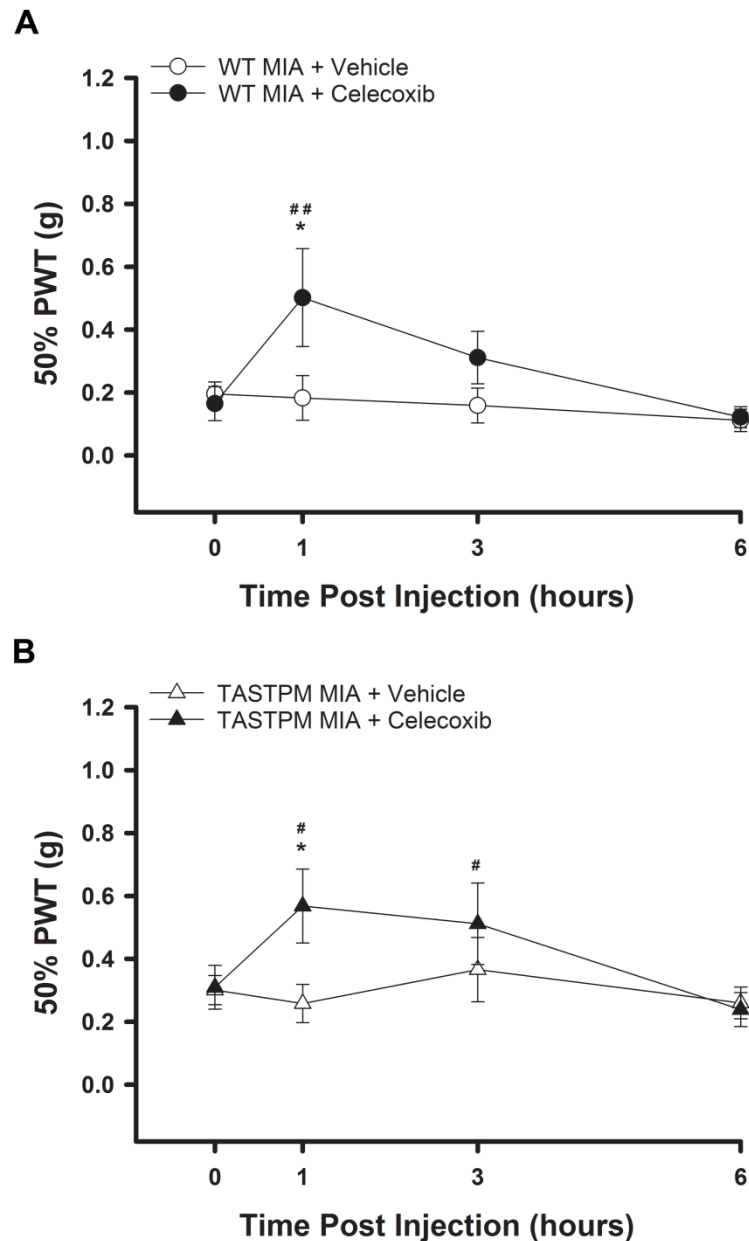 A
WT MIA + Vehicle
WT MIA + Celecoxib
1.2
1.0
0.8
0.6
0.4
0.2
0.0
50% PWT (g)
##
*
0 1 3 6
Time Post Injection (hours)
B
TASTPM MIA + Vehicle
TASTPM MIA + Celecoxib
1.2
1.0
0.8
0.6
0.4
0.2
0.0
50% PWT (g)
#
*
#
0 1 3 6
Time Post Injection (hours)